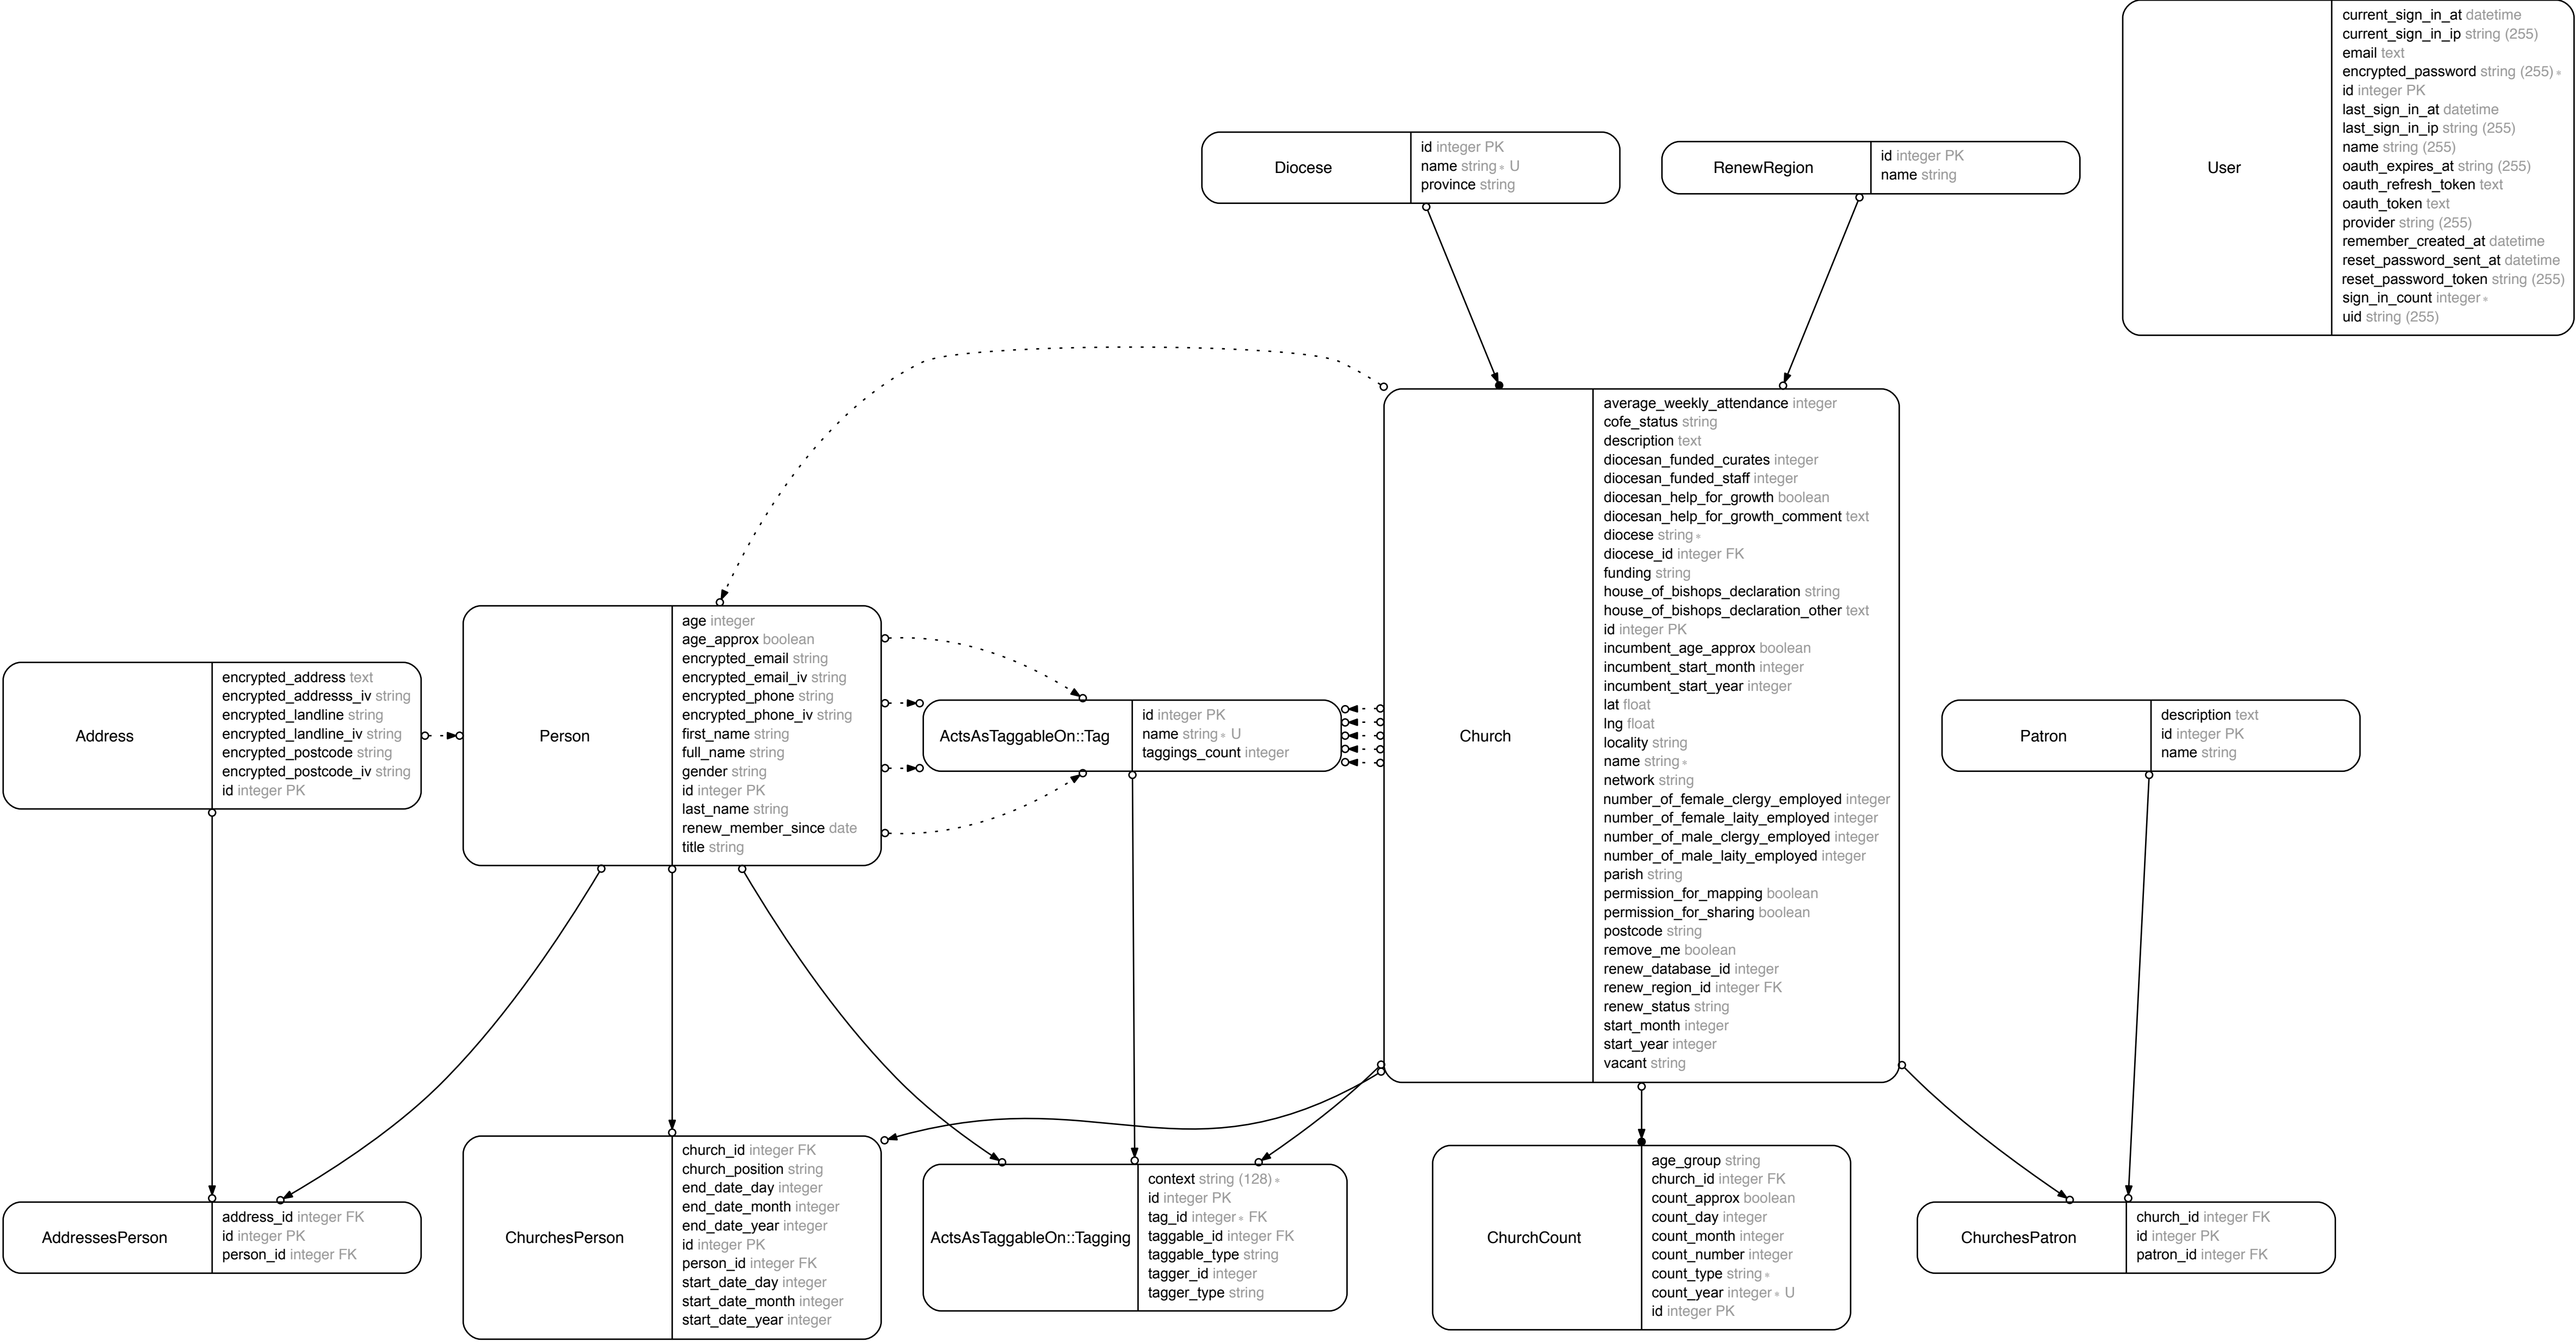 User
current_sign_in_at datetime
current_sign_in_ip string (255)
email text
encrypted_password string (255) *
id integer PK
last_sign_in_at datetime
last_sign_in_ip string (255)
name string (255)
oauth_expires_at string (255)
oauth_refresh_token text
oauth_token text
provider string (255)
remember_created_at datetime
reset_password_sent_at datetime
reset_password_token string (255)
sign_in_count integer *
uid string (255)
Diocese
id integer PK
name string * U
province string
RenewRegion
id integer PK
name string
Church
average_weekly_attendance integer
cofe_status string
description text
diocesan_funded_curates integer
diocesan_funded_staff integer
diocesan_help_for_growth boolean
diocesan_help_for_growth_comment text
diocese string *
diocese_id integer FK
funding string
house_of_bishops_declaration string
house_of_bishops_declaration_other text
id integer PK
incumbent_age_approx boolean
incumbent_start_month integer
incumbent_start_year integer
lat float
lng float
locality string
name string *
network string
number_of_female_clergy_employed integer
number_of_female_laity_employed integer
number_of_male_clergy_employed integer
number_of_male_laity_employed integer
parish string
permission_for_mapping boolean
permission_for_sharing boolean
postcode string
remove_me boolean
renew_database_id integer
renew_region_id integer FK
renew_status string
start_month integer
start_year integer
vacant string
Address
encrypted_address text
encrypted_addresss_iv string
encrypted_landline string
encrypted_landline_iv string
encrypted_postcode string
encrypted_postcode_iv string
id integer PK
Person
age integer
age_approx boolean
encrypted_email string
encrypted_email_iv string
encrypted_phone string
encrypted_phone_iv string
first_name string
full_name string
gender string
id integer PK
last_name string
renew_member_since date
title string
ActsAsTaggableOn::Tag
id integer PK
name string * U
taggings_count integer
Patron
description text
id integer PK
name string
AddressesPerson
address_id integer FK
id integer PK
person_id integer FK
ChurchesPerson
church_id integer FK
church_position string
end_date_day integer
end_date_month integer
end_date_year integer
id integer PK
person_id integer FK
start_date_day integer
start_date_month integer
start_date_year integer
ActsAsTaggableOn::Tagging
context string (128) *
id integer PK
tag_id integer * FK
taggable_id integer FK
taggable_type string
tagger_id integer
tagger_type string
ChurchCount
age_group string
church_id integer FK
count_approx boolean
count_day integer
count_month integer
count_number integer
count_type string *
count_year integer * U
id integer PK
ChurchesPatron
church_id integer FK
id integer PK
patron_id integer FK